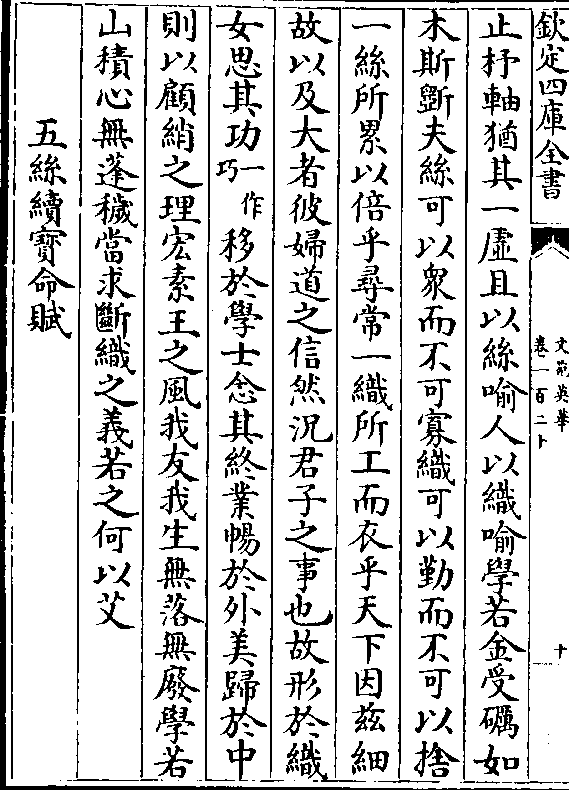 欽定四庫全書
文苑英華
卷一百二十
十
止抒軸猶其一虛且以絲喻人以織喻學若金受礪如
木斯斵夫絲可以衆而不可寡織可以勤而不可以捨
一絲所累以倍乎尋常一織所工而衣乎天下因茲細
故以及大者彼婦道之信然況君子之事也故形於織
女思其功一作巧移於學士念其終業暢於外美歸於中
則以顧綃之理宏素王之風我友我生無落無廢學若
山積心無蓬穢當求斷織之義若之何以艾
五絲續寶命賦